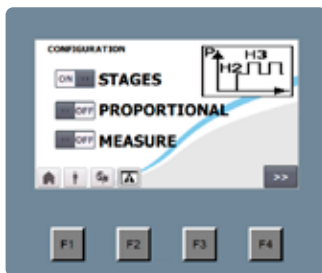 CONFIGURATION
P H3
H2
ON STAGES
OFF PROPORTIONAL
OFF MEASURE
>>
F1 F2 F3 F4